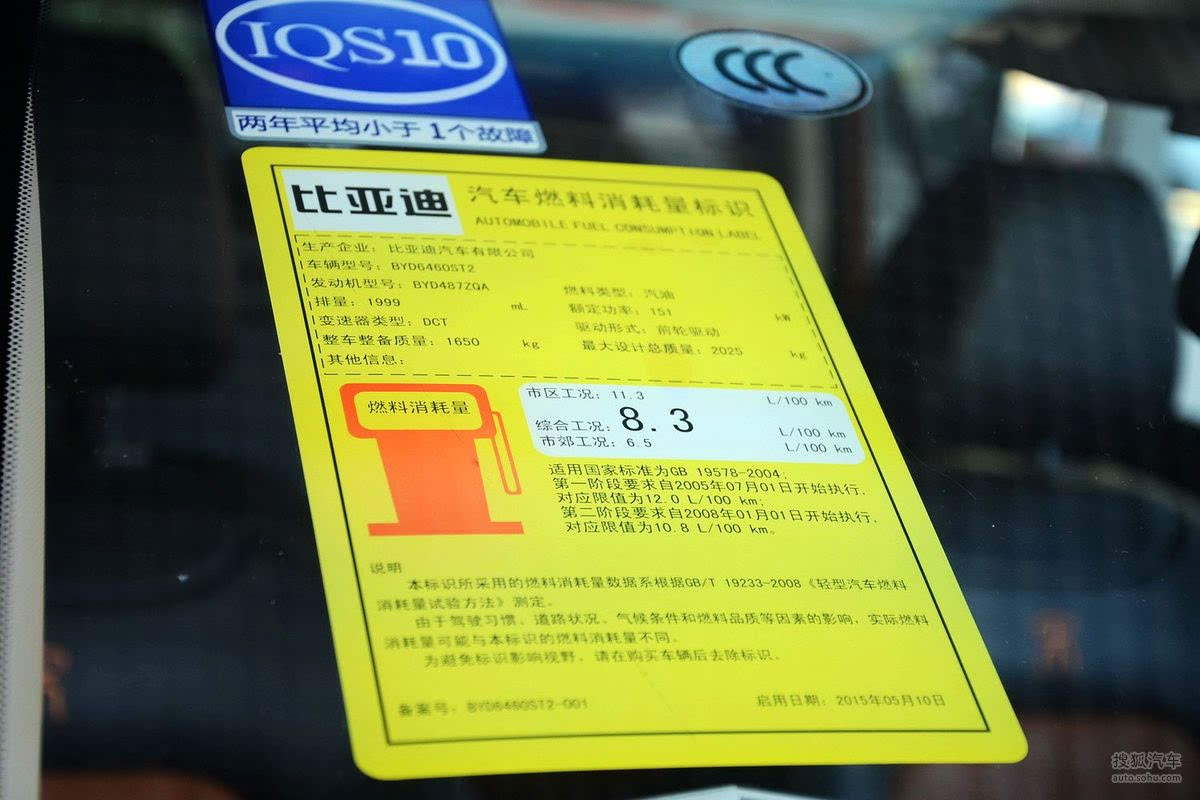 IQS10
两年平均小于 1个故障
CCC
比亚迪 汽车燃料消耗量标识
AUTOMOBILE FUEL CONSUMPTION LABEL
生产企业: 比亚迪汽车有限公司
车辆型号: BYD6460ST2
发动机型号: BYD487ZQA 燃料类型: 汽油
排量: 1999 mL 额定功率: 151 kW
变速器类型: DCT 驱动形式: 前轮驱动
整车整备质量: 1650 kg 最大设计总质量: 2025 kg
其他信息:
燃料消耗量
市区工况: 11.3 L/100 km
综合工况: 8.3 L/100 km
市郊工况: 6.5 L/100 km
适用国家标准为GB 19578-2004;
第一阶段要求自2005年07月01日开始执行,
对应限值为12.0 L/100 km;
第二阶段要求自2008年01月01日开始执行,
对应限值为10.8 L/100 km。
说明
本标识所采用的燃料消耗量数据系根据GB/T 19233-2008《轻型汽车燃料
消耗量试验方法》测定。
由于驾驶习惯、道路状况、气候条件和燃料品质等因素的影响,实际燃料
消耗量可能与本标识的燃料消耗量不同。
为避免标识影响视野,请在购买车辆后去除标识。
备案号: BYD6460ST2-001 启用日期: 2015年05月10日
搜狐汽车
auto.sohu.com